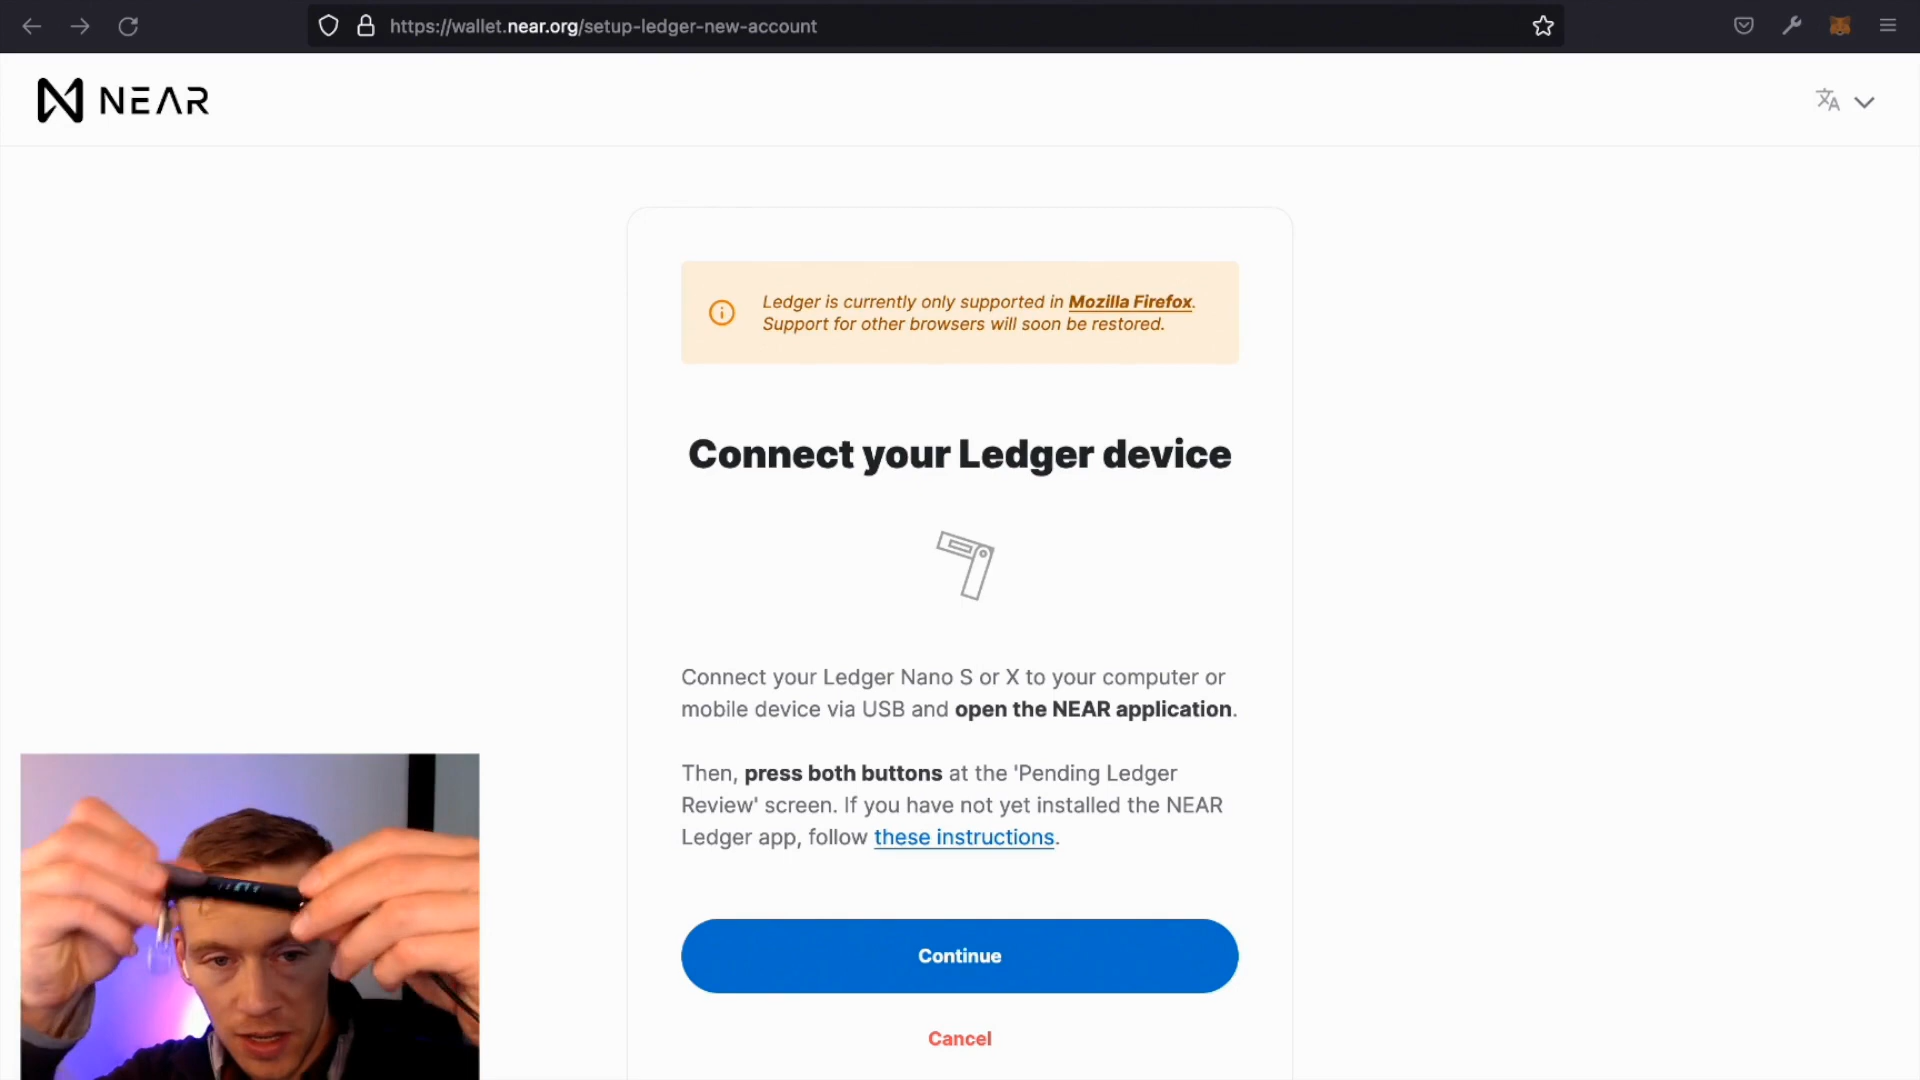 https://wallet.near.org/setup-ledger-new-account
NEAR
Ledger is currently only supported in Mozilla Firefox.
Support for other browsers will soon be restored.
Connect your Ledger device
Connect your Ledger Nano S or X to your computer or
mobile device via USB and open the NEAR application.
Then, press both buttons at the 'Pending Ledger
Review' screen. If you have not yet installed the NEAR
Ledger app, follow these instructions.
Continue
Cancel